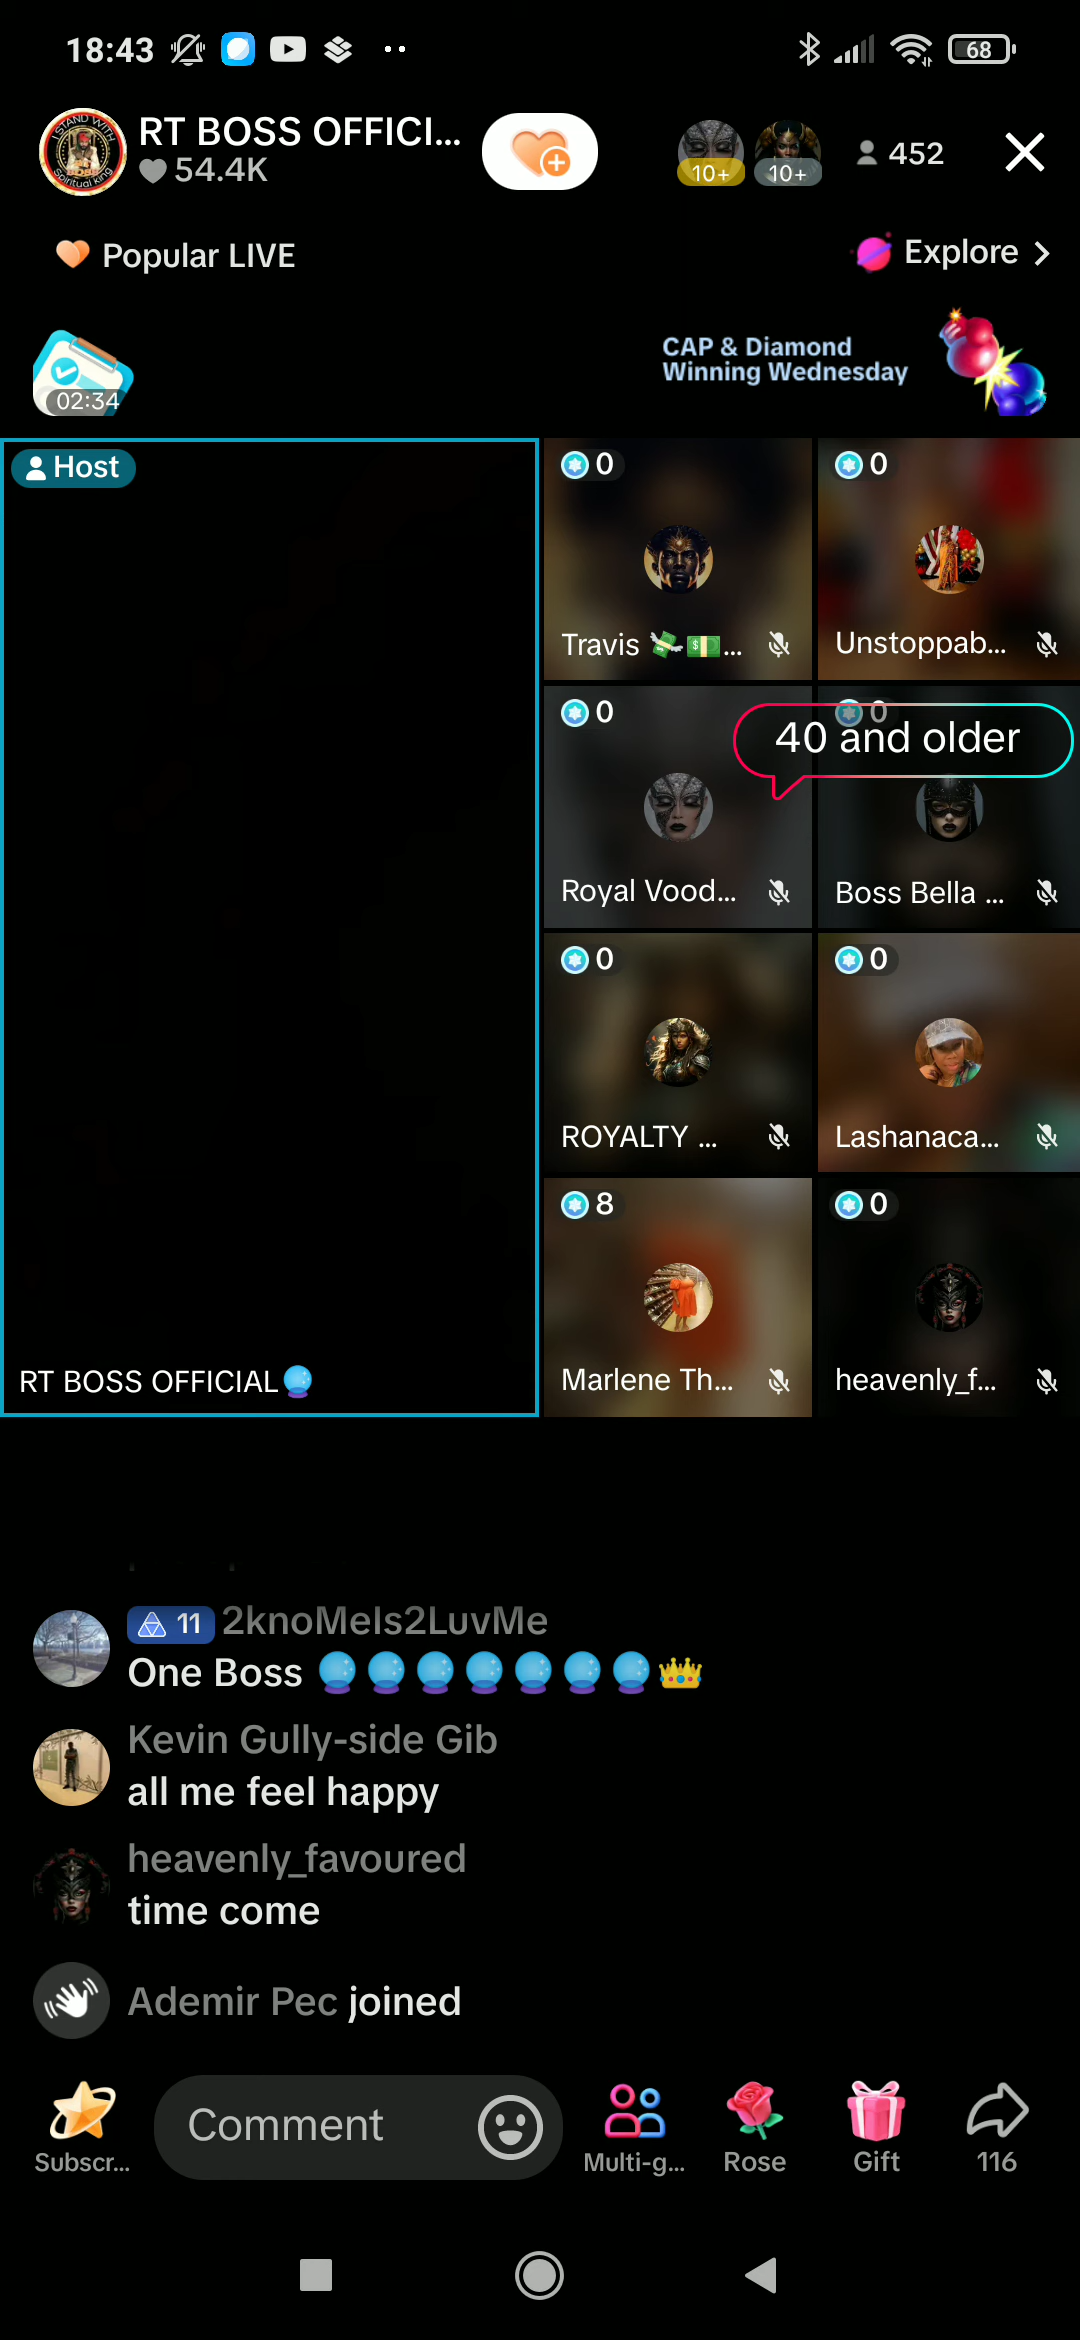 18:43
68
RT BOSS OFFICI...
54.4K
10+
10+
452
Popular LIVE
Explore
02:34
CAP & Diamond
Winning Wednesday
Host
0
0
Travis 💸💵...
Unstoppab...
0
0
40 and older
Royal Vood...
Boss Bella ...
0
0
ROYALTY ...
Lashanaca...
8
0
RT BOSS OFFICIAL🔮
Marlene Th...
heavenly_f...
11 2knoMeIs2LuvMe
One Boss 🔮🔮🔮🔮🔮🔮🔮👑
Kevin Gully-side Gib
all me feel happy
heavenly_favoured
time come
Ademir Pec joined
Comment
Subscr...
Multi-g...
Rose
Gift
116